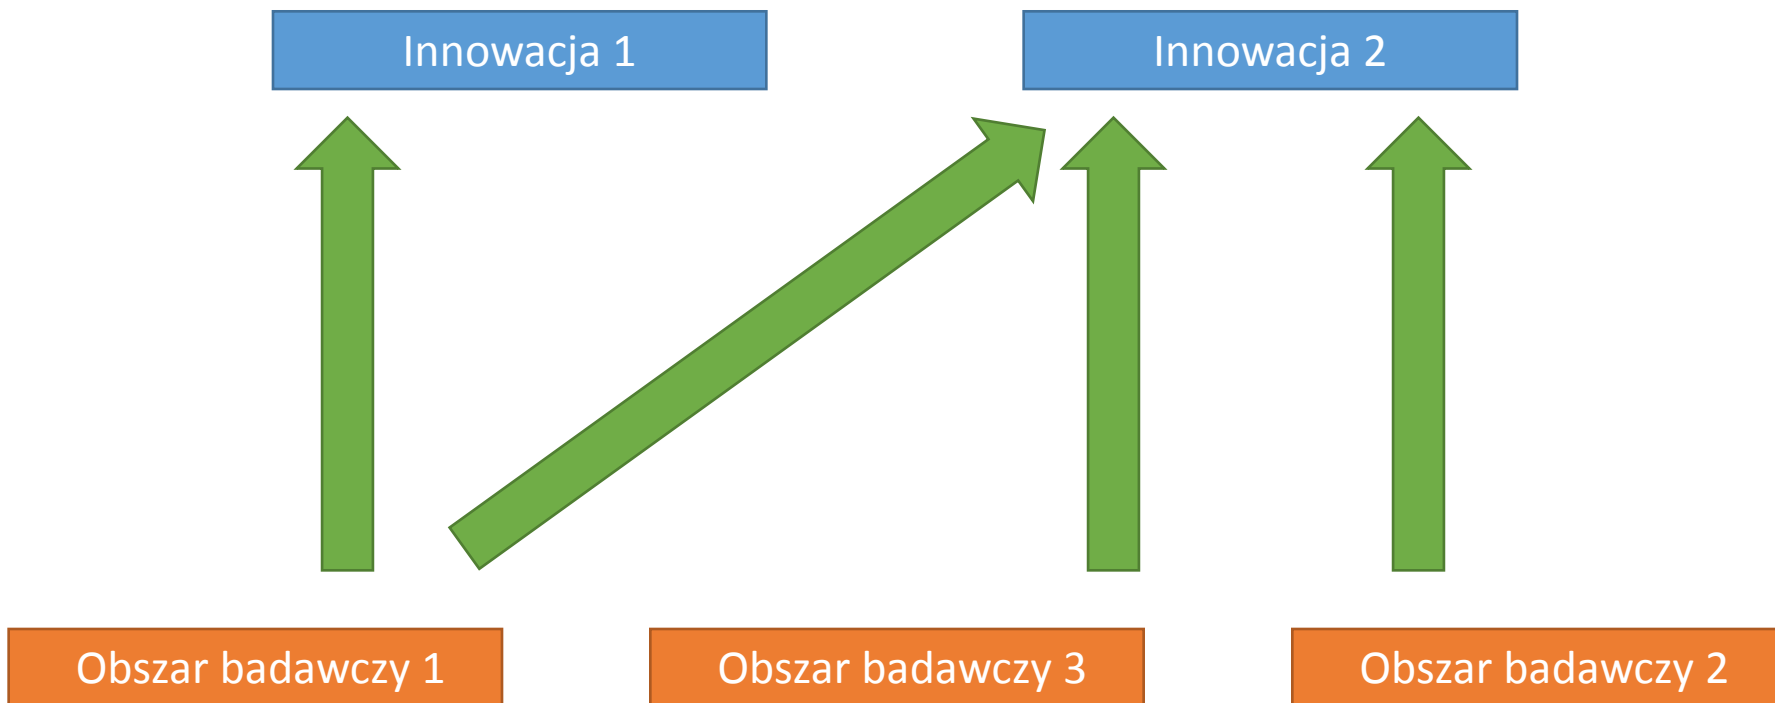 Innowacja 1
Innowacja 2
Obszar badawczy 1
Obszar badawczy 3
Obszar badawczy 2